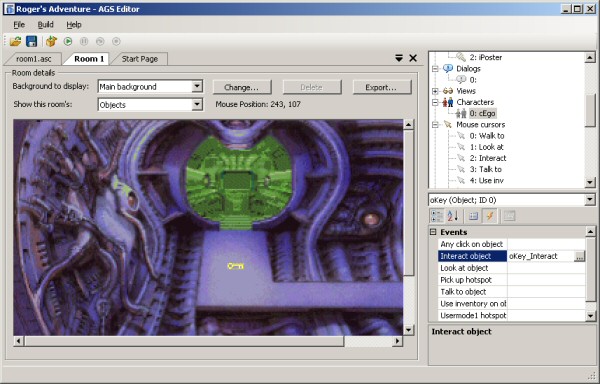 Roger's Adventure - AGS Editor
File Build Help
room1.asc Room 1 Start Page
Room details
Background to display: Main background Change... Delete Export...
Show this room's: Objects Mouse Position: 243, 107
2: iPoster
Dialogs
0:
Views
Characters
0: cEgo
Mouse cursors
0: Walk to
1: Look at
2: Interact
3: Talk to
4: Use inv
oKey (Object; ID 0)
Events
Any click on object
Interact object oKey_Interact ...
Look at object
Pick up hotspot
Talk to object
Use inventory on ol
Usermode1 hotspot
Interact object